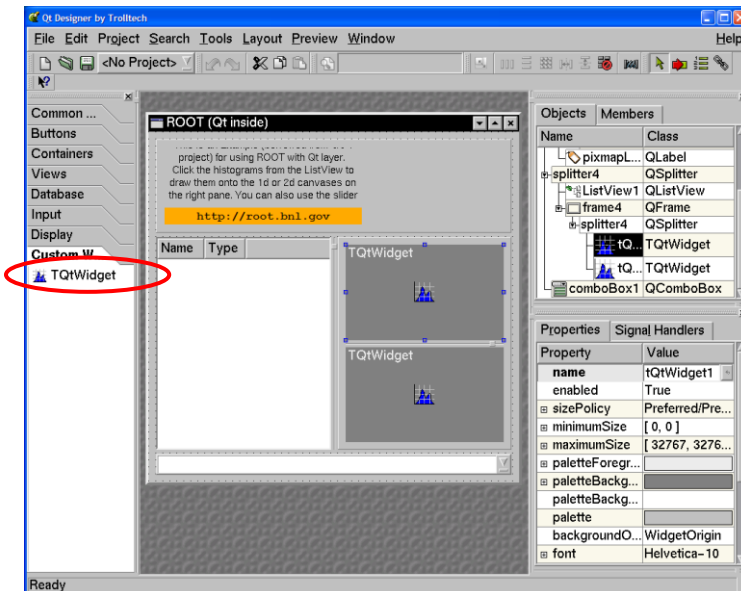 Qt Designer by Trolltech
File Edit Project Search Tools Layout Preview Window Help
<No Project>
Common ...
Buttons
Containers
Views
Database
Input
Display
Custom W
TQtWidget
ROOT (Qt inside)
project) for using ROOT with Qt layer.
Click the histograms from the ListView to
draw them onto the 1d or 2d canvases on
the right pane. You can also use the slider
http://root.bnl.gov
Name Type
TQtWidget
TQtWidget
Objects Members
Name Class
pixmapL... QLabel
splitter4 QSplitter
ListView1 QListView
frame4 QFrame
splitter4 QSplitter
tQ... TQtWidget
tQ... TQtWidget
comboBox1 QComboBox
Properties Signal Handlers
Property Value
name tQtWidget1
enabled True
sizePolicy Preferred/Pre...
minimumSize [ 0, 0 ]
maximumSize [ 32767, 3276...
paletteForegr...
paletteBackg...
paletteBackg...
palette
backgroundO... WidgetOrigin
font Helvetica-10
Ready